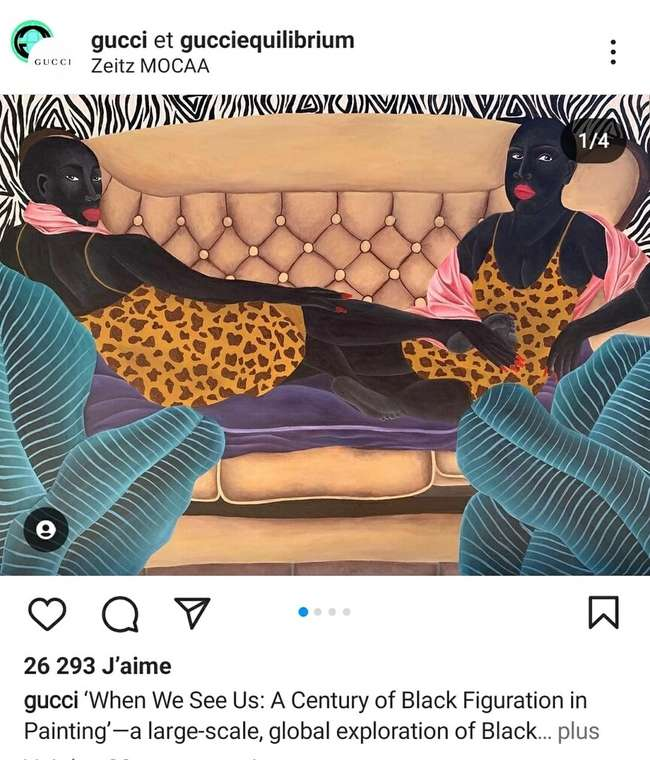 GUCCI
gucci et gucciequilibrium
Zeitz MOCAA
1/4
26 293 J’aime
gucci ‘When We See Us: A Century of Black Figuration in
Painting’—a large-scale, global exploration of Black... plus